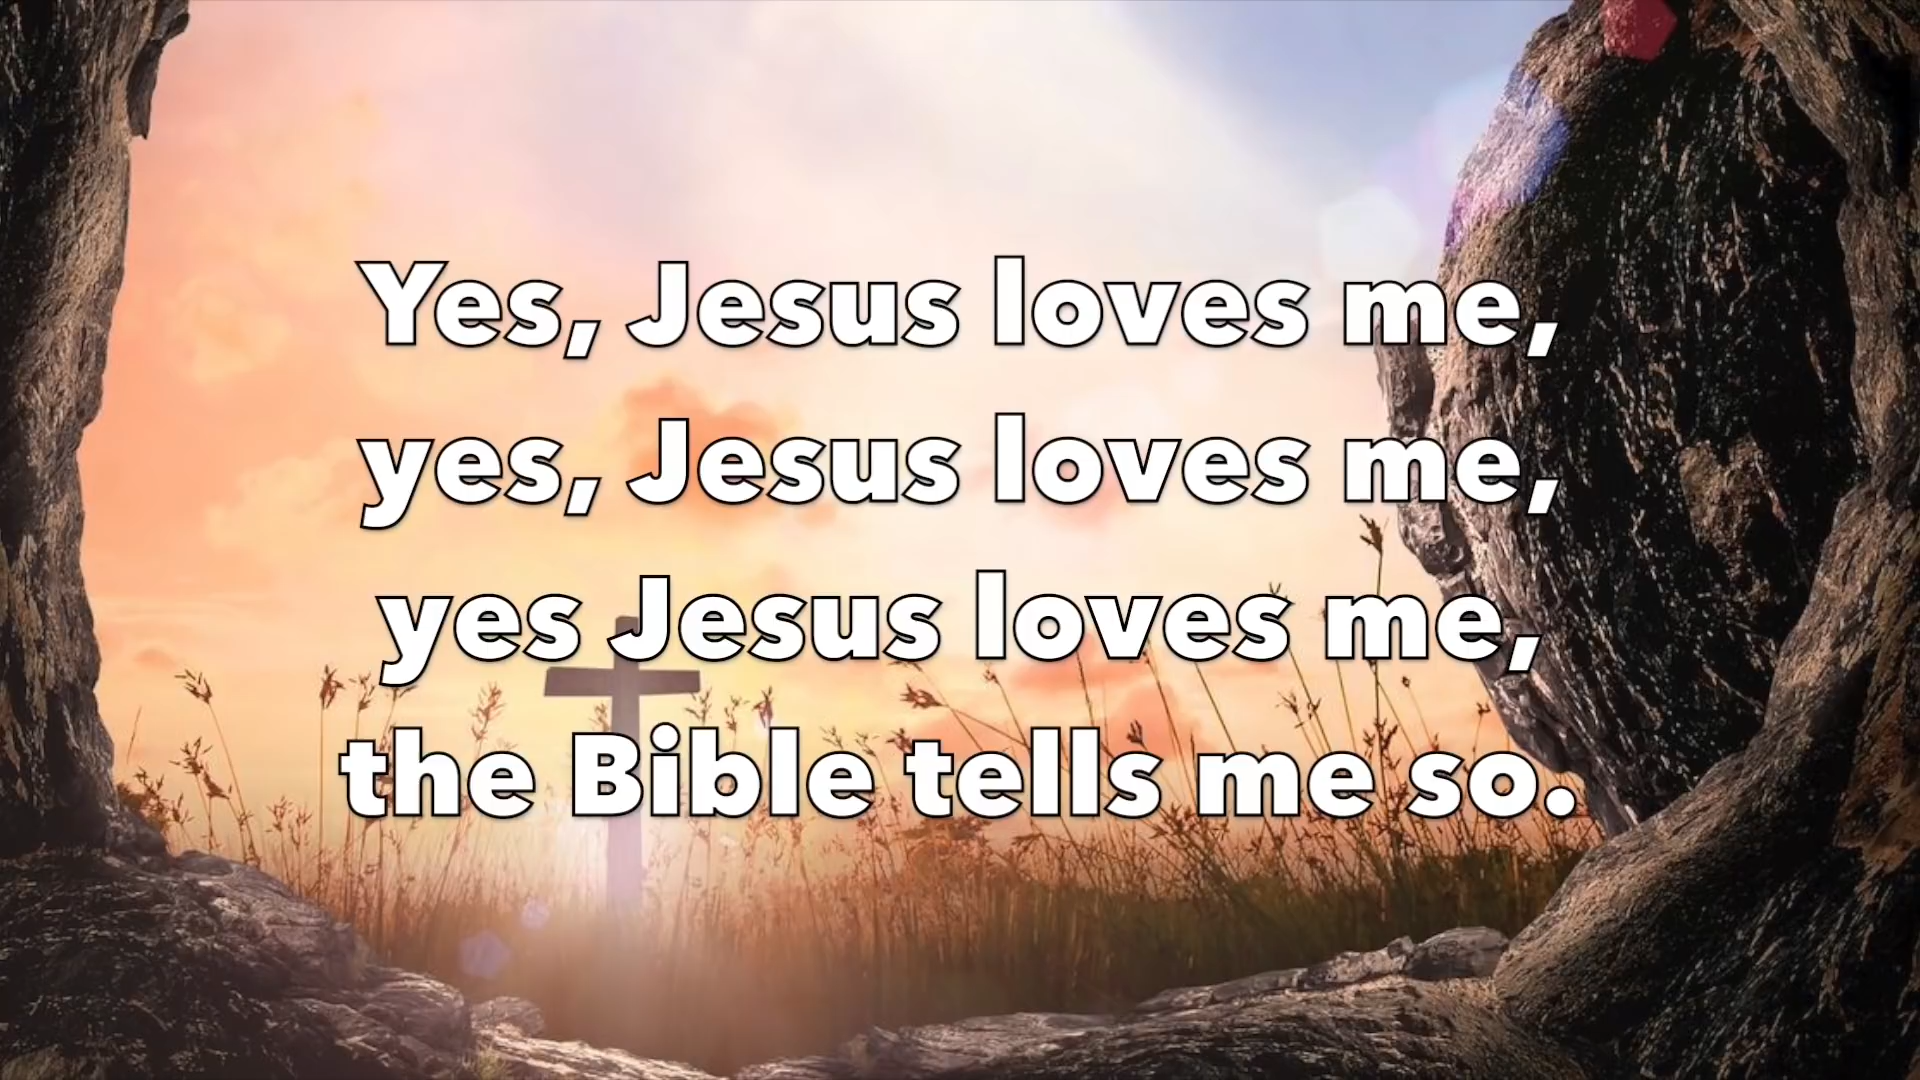 Yes, Jesus loves me,
yes, Jesus loves me,
yes Jesus loves me,
the Bible tells me so.